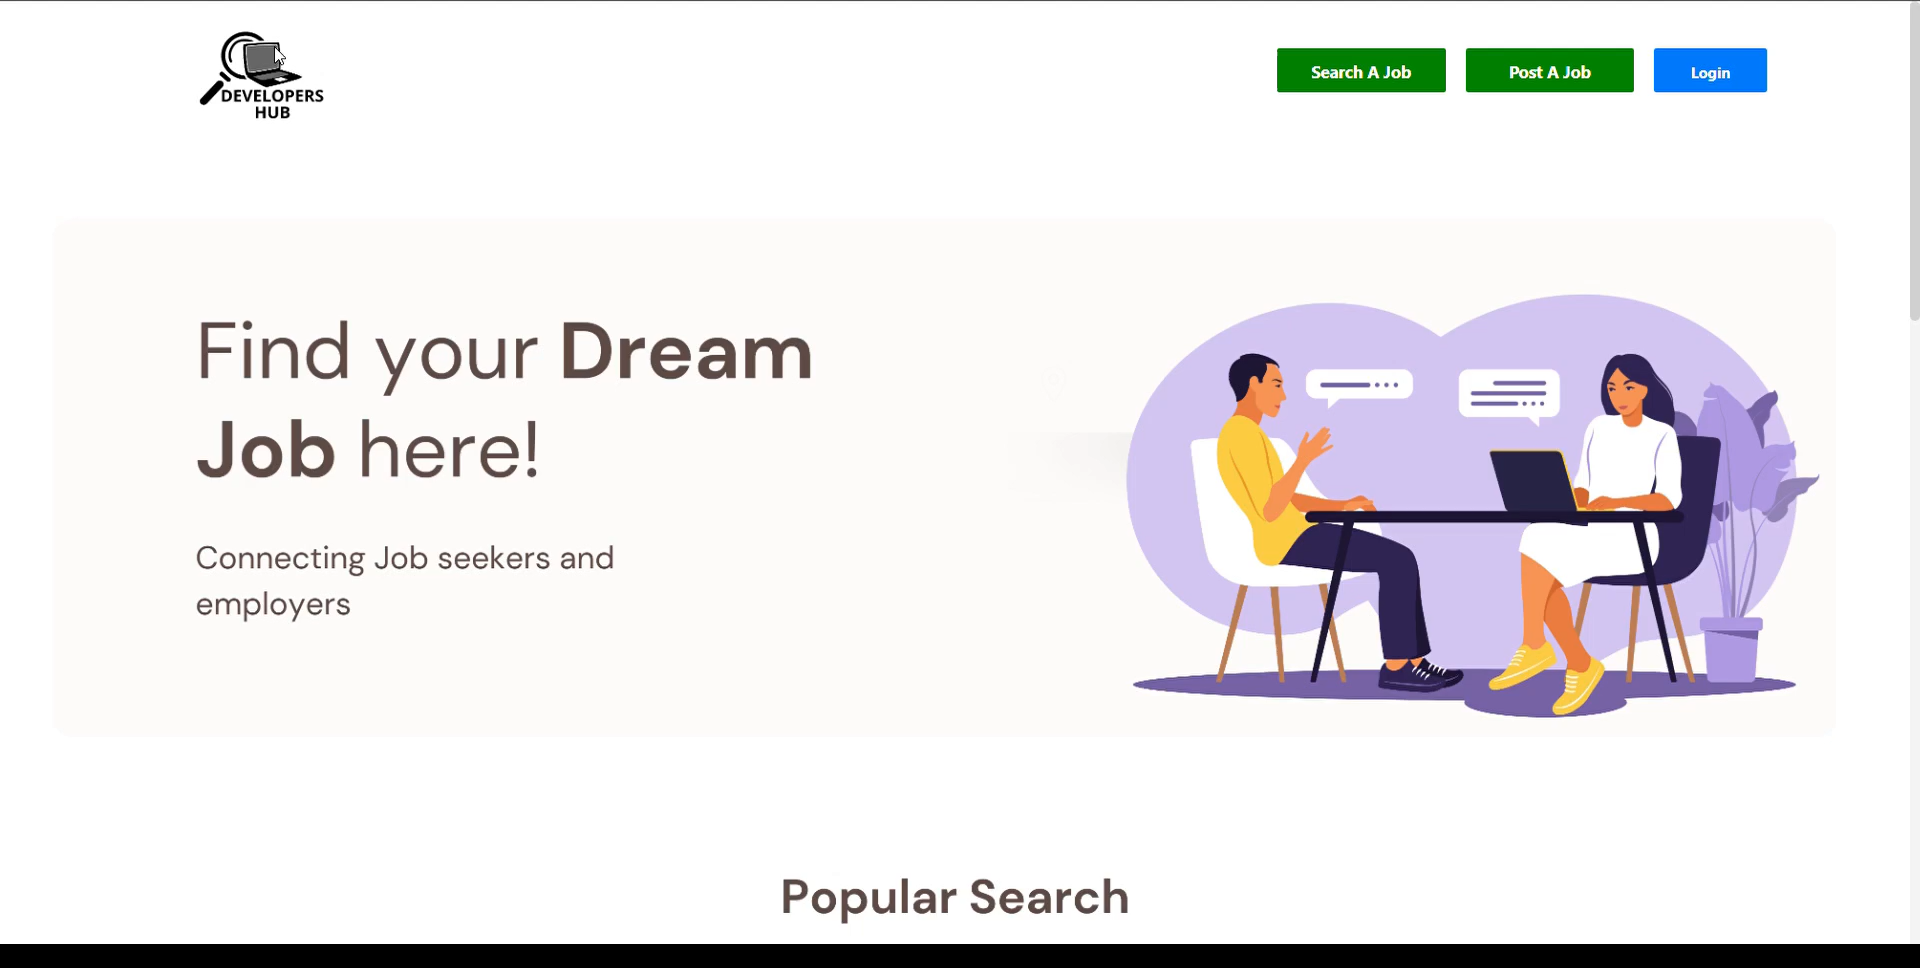 DEVELOPERS
HUB
Search A Job
Post A Job
Login
Find your Dream
Job here!
Connecting Job seekers and
employers
Popular Search